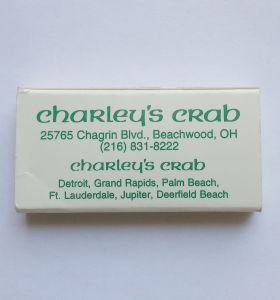 charley's crab
25765 Chagrin Blvd., Beachwood, OH
(216) 831-8222
charley's crab
Detroit, Grand Rapids, Palm Beach,
Ft. Lauderdale, Jupiter, Deerfield Beach